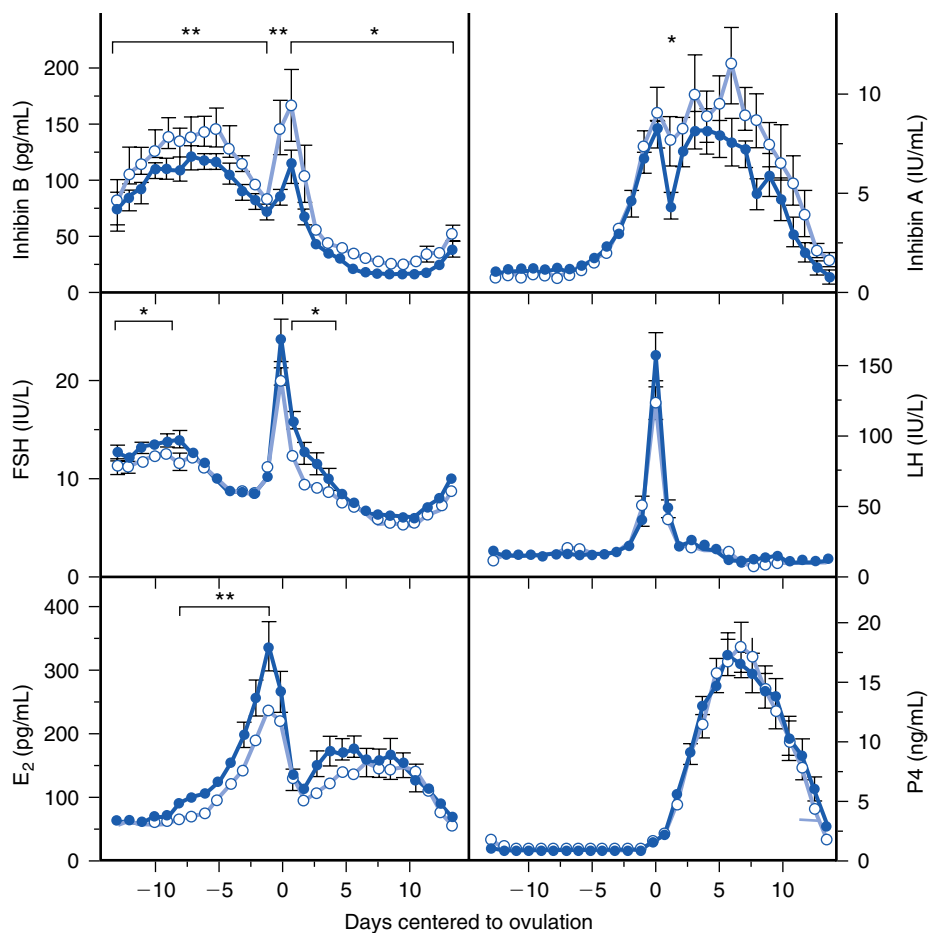 ** ** *
*
Inhibin B (pg/mL)
200
150
100
50
0
Inhibin A (IU/mL)
10
5
0
* *
FSH (IU/L)
20
10
0
LH (IU/L)
150
100
50
0
**
E2 (pg/mL)
400
300
200
100
0
P4 (ng/mL)
20
15
10
5
0
−10 −5 0 5 10
−10 −5 0 5 10
Days centered to ovulation